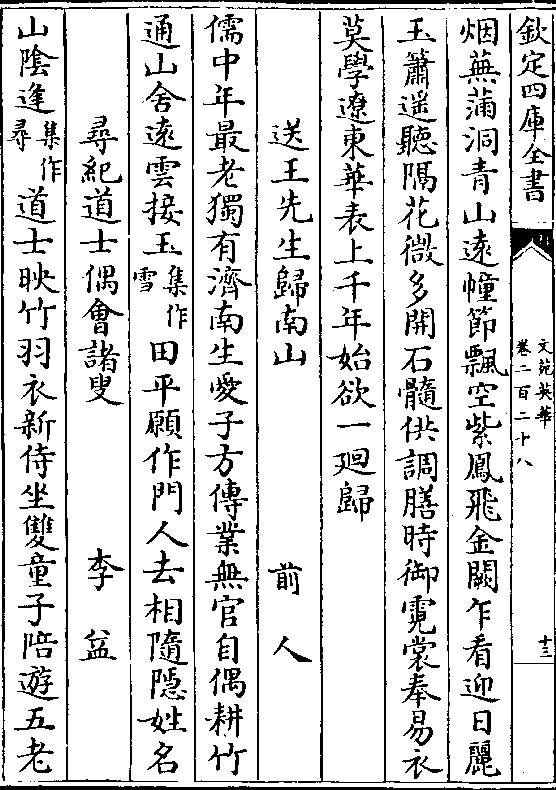 欽定四庫全書
文苑英華
卷二百二十八
十三
烟蕪蒲洞青山遠幢節飄空紫鳳飛金闕乍看迎日麗
玉簫遥聽隔花微多開石髓供調膳時御霓裳奉易衣
莫學遼東華表上千年始欲一廻歸
送王先生歸南山 前人
儒中年最老獨有濟南生愛子方傳業無官自偶耕竹
通山舍遠雲接玉集作雪田平願作門人去相隨隠姓名
尋紀道士偶會諸叟 李益
山陰逢集作尋道士映竹羽衣新侍坐雙童子陪遊五老